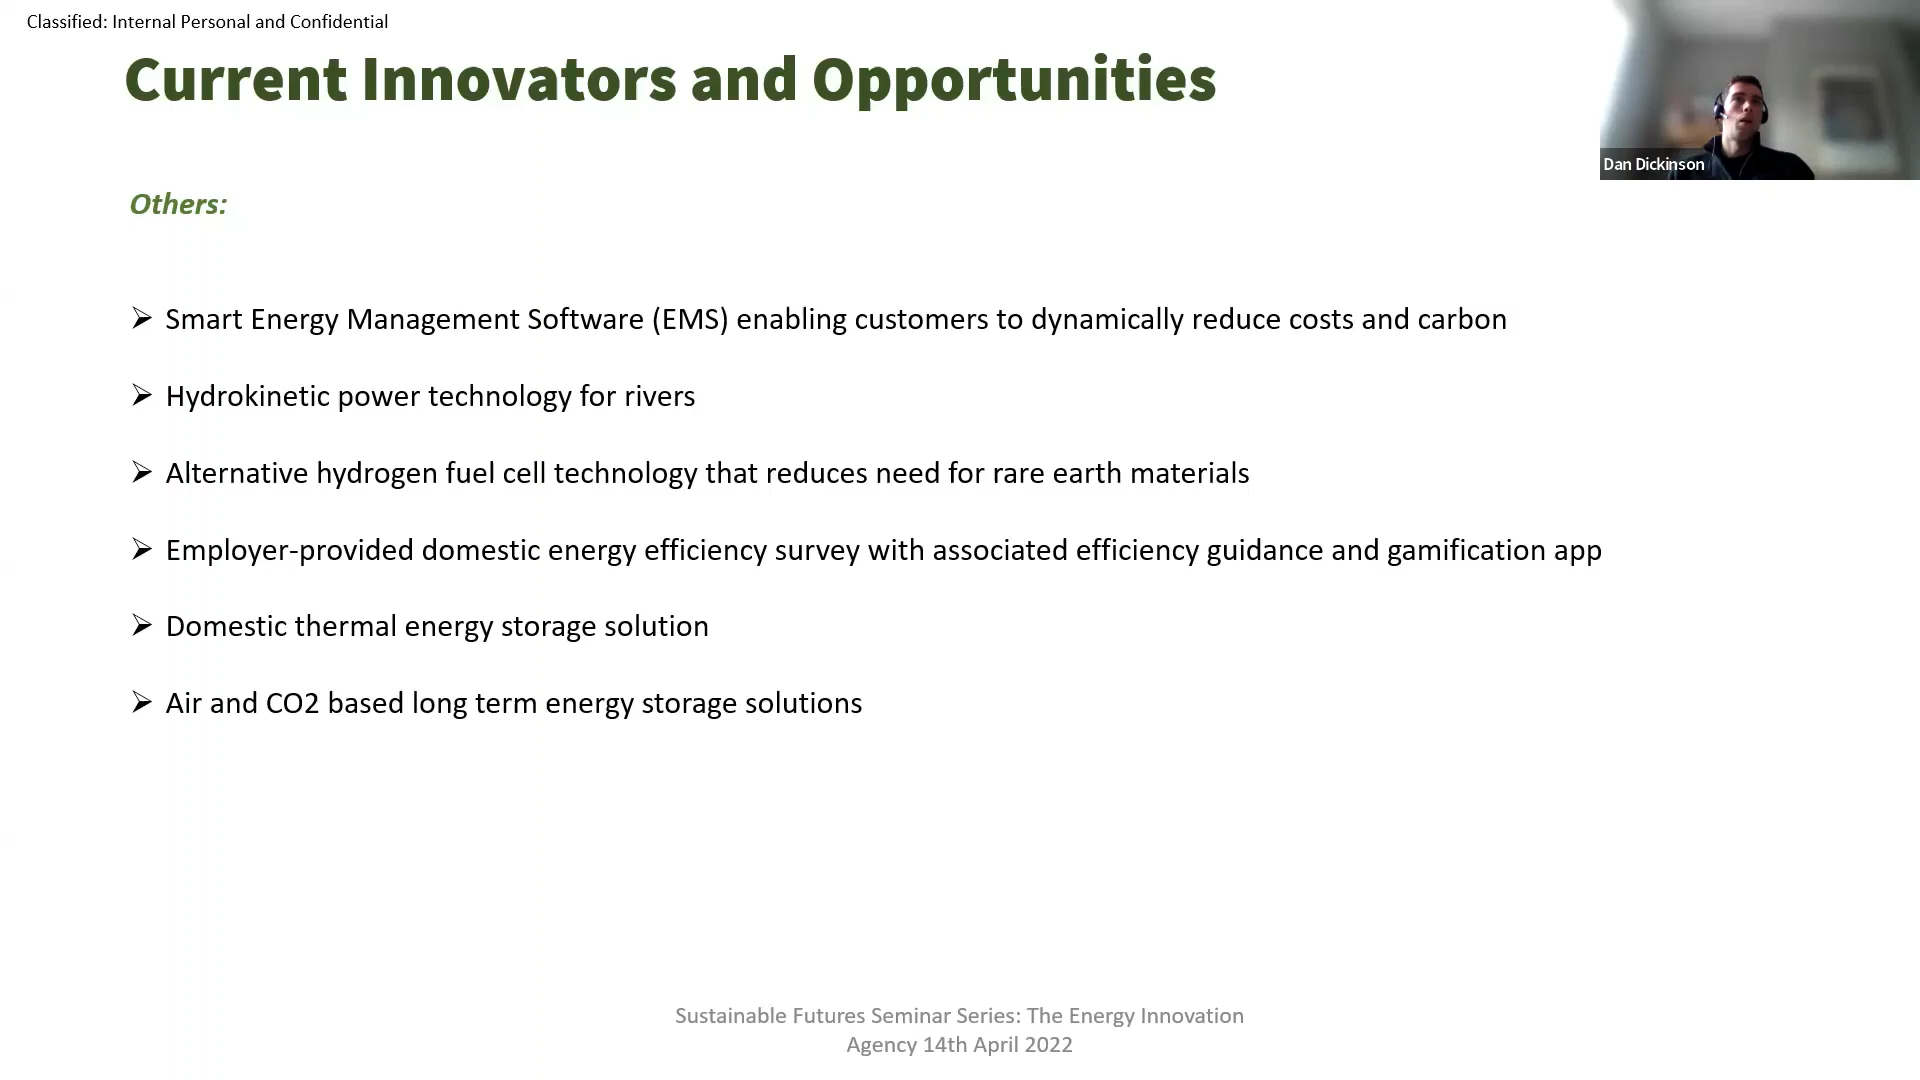 Classified: Internal Personal and Confidential
Current Innovators and Opportunities
Dan Dickinson
Others:
Smart Energy Management Software (EMS) enabling customers to dynamically reduce costs and carbon
Hydrokinetic power technology for rivers
Alternative hydrogen fuel cell technology that reduces need for rare earth materials
Employer-provided domestic energy efficiency survey with associated efficiency guidance and gamification app
Domestic thermal energy storage solution
Air and CO2 based long term energy storage solutions
Sustainable Futures Seminar Series: The Energy Innovation
Agency 14th April 2022